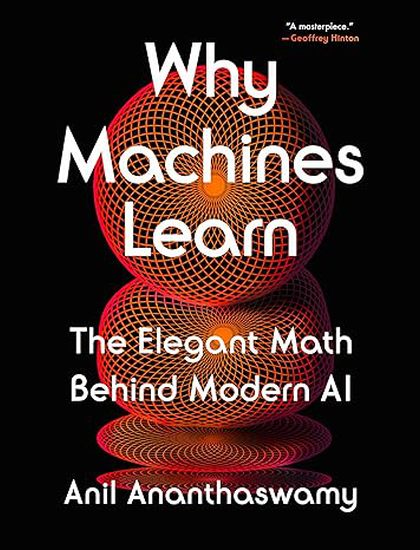 "A masterpiece."
—Geoffrey Hinton
Why
Machines
Learn
The Elegant Math
Behind Modern AI
Anil Ananthaswamy